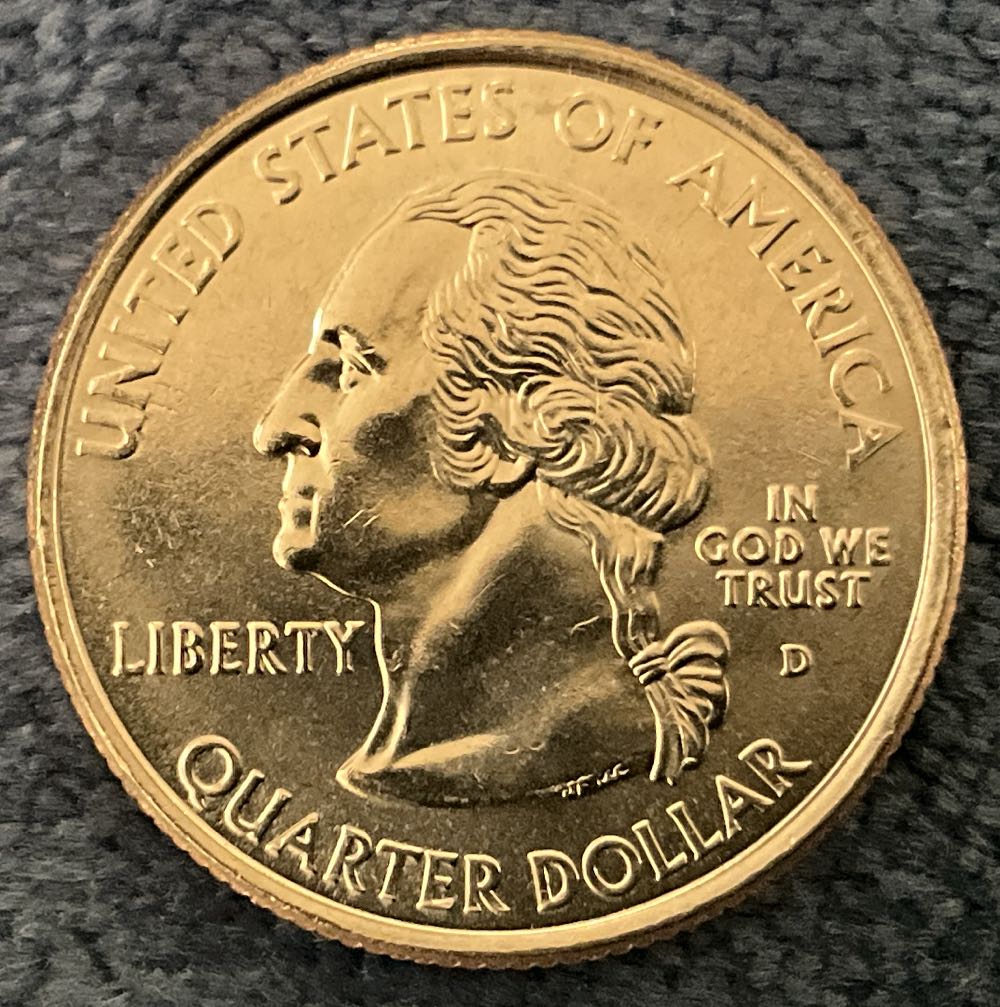 UNITED STATES OF AMERICA
LIBERTY
IN
GOD WE
TRUST
D
QUARTER DOLLAR